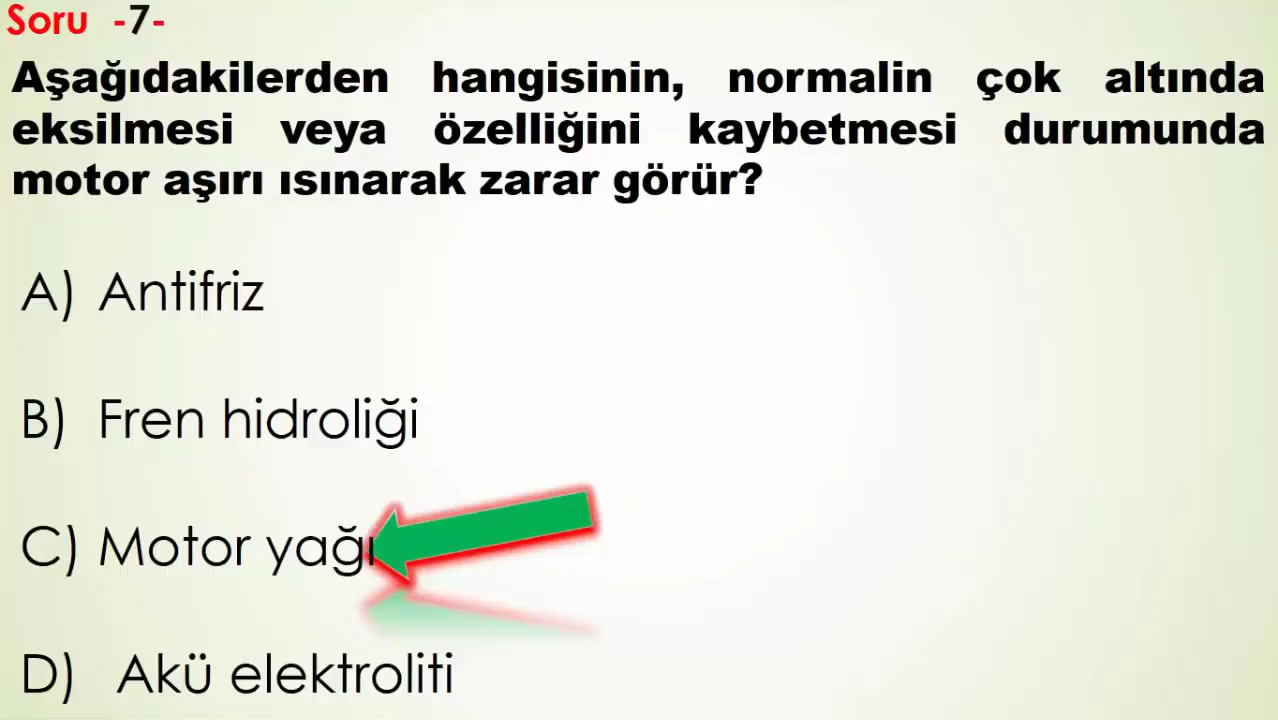 Soru -7-
Aşağıdakilerden hangisinin, normalin çok altında
eksilmesi veya özelliğini kaybetmesi durumunda
motor aşırı ısınarak zarar görür?
A) Antifriz
B) Fren hidroliği
C) Motor yağı
D) Akü elektroliti